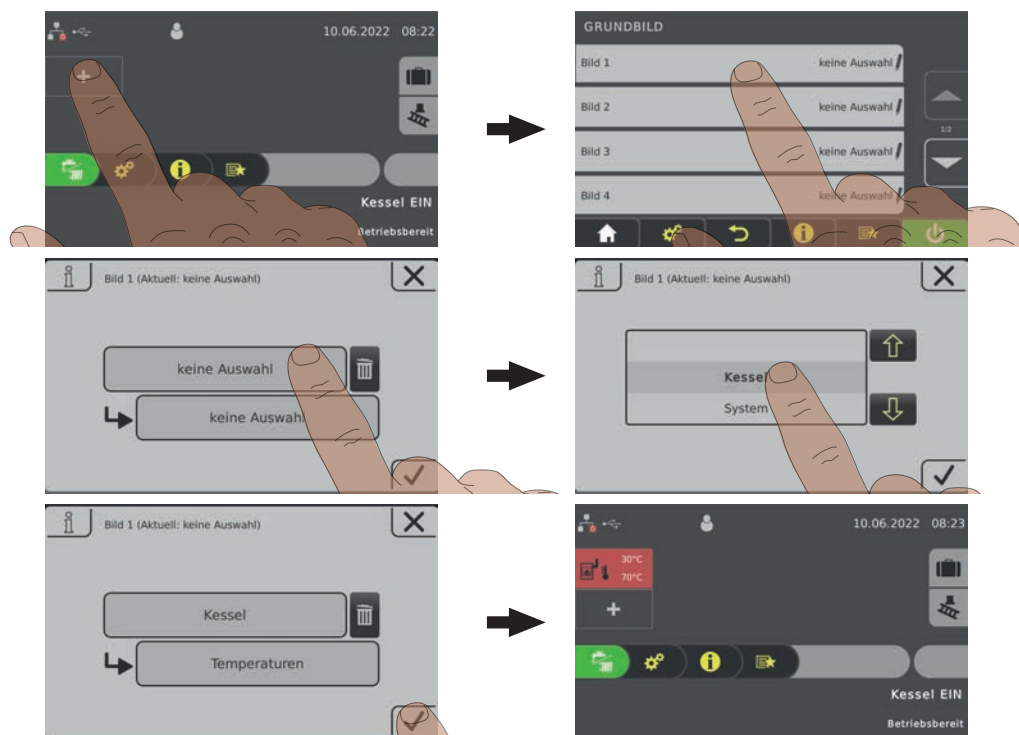 10.06.2022 08:22
+
Kessel EIN
Betriebsbereit
GRUNDBILD
Bild 1 keine Auswahl
Bild 2 keine Auswahl
Bild 3 keine Auswahl
Bild 4 keine Auswahl
1/2
Bild 1 (Aktuell: keine Auswahl)
keine Auswahl
keine Auswahl
Bild 1 (Aktuell: keine Auswahl)
Kessel
System
Bild 1 (Aktuell: keine Auswahl)
Kessel
Temperaturen
10.06.2022 08:23
30°C
70°C
+
Kessel EIN
Betriebsbereit